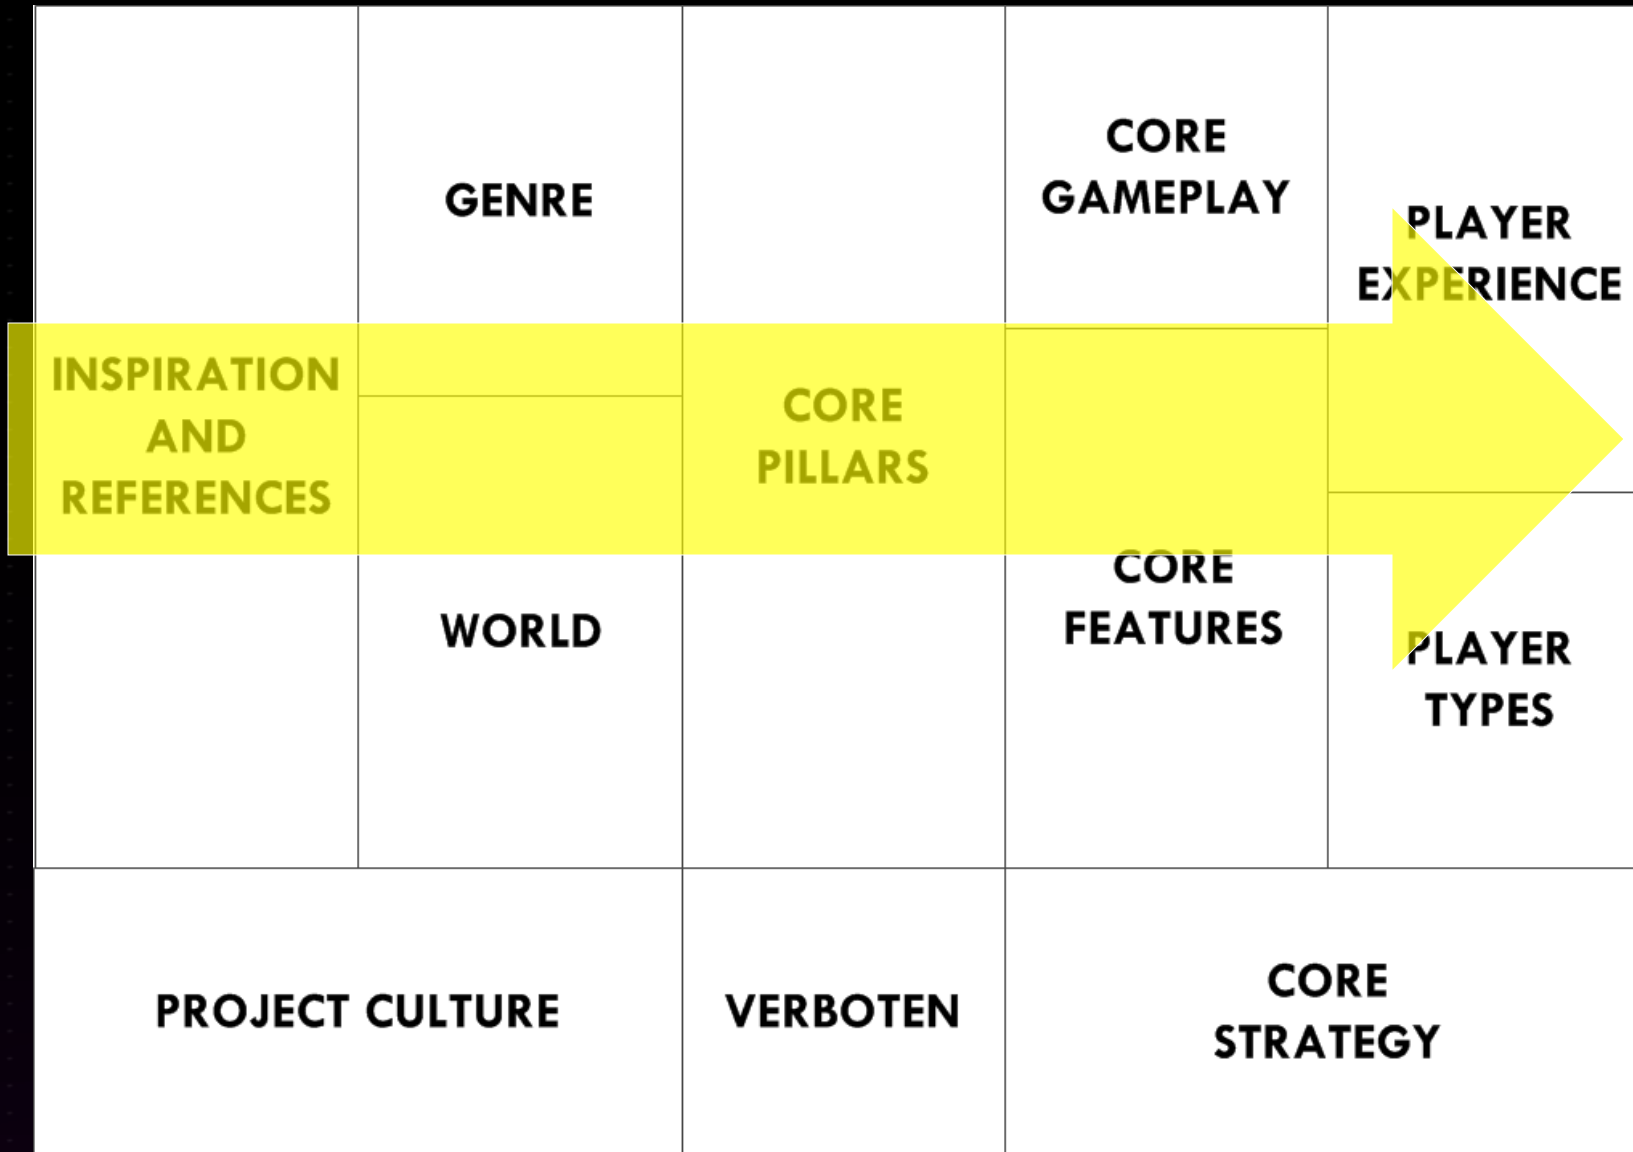 INSPIRATION
AND
REFERENCES
GENRE
WORLD
CORE
PILLARS
CORE
GAMEPLAY
CORE
FEATURES
PLAYER
EXPERIENCE
PLAYER
TYPES
PROJECT CULTURE
VERBOTEN
CORE
STRATEGY